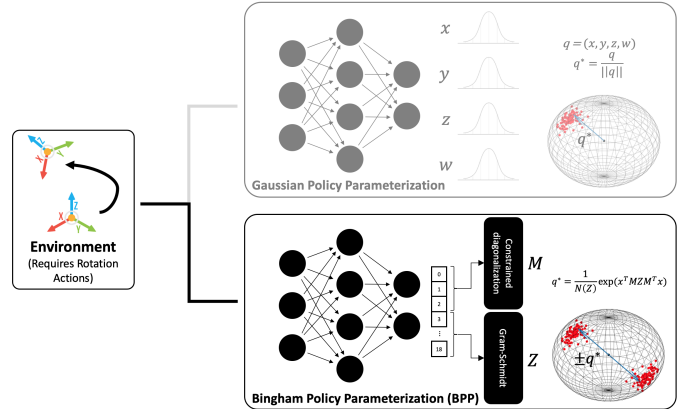 x
y
z
w
q = (x, y, z, w)
q* = q / ||q||
q*
Gaussian Policy Parameterization
Z
Y
X
Z
X
Y
Environment
(Requires Rotation
Actions)
0
1
2
3
⋮
18
Constrained
diagonalization
M
Gram-Schmidt
Z
q* = 1/N(Z) exp(xᵀMZMᵀx)
±q*
Bingham Policy Parameterization (BPP)